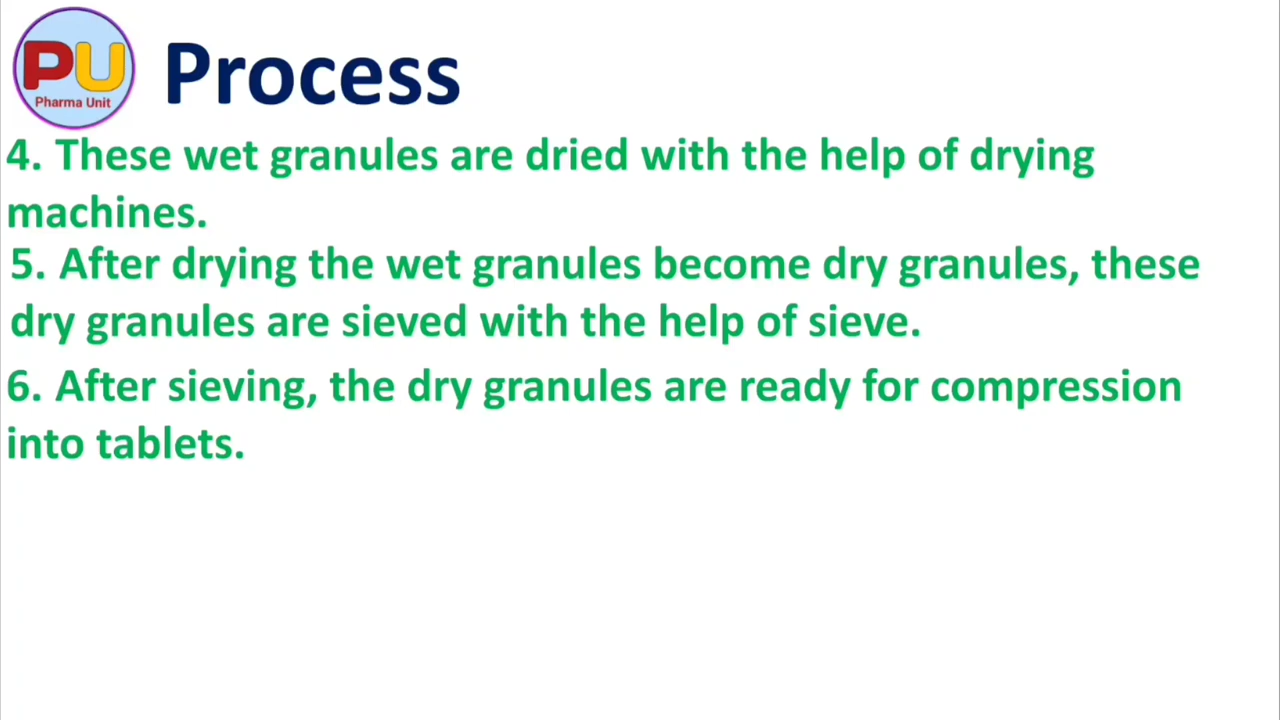 PU
Pharma Unit
Process
4. These wet granules are dried with the help of drying
machines.
5. After drying the wet granules become dry granules, these
dry granules are sieved with the help of sieve.
6. After sieving, the dry granules are ready for compression
into tablets.